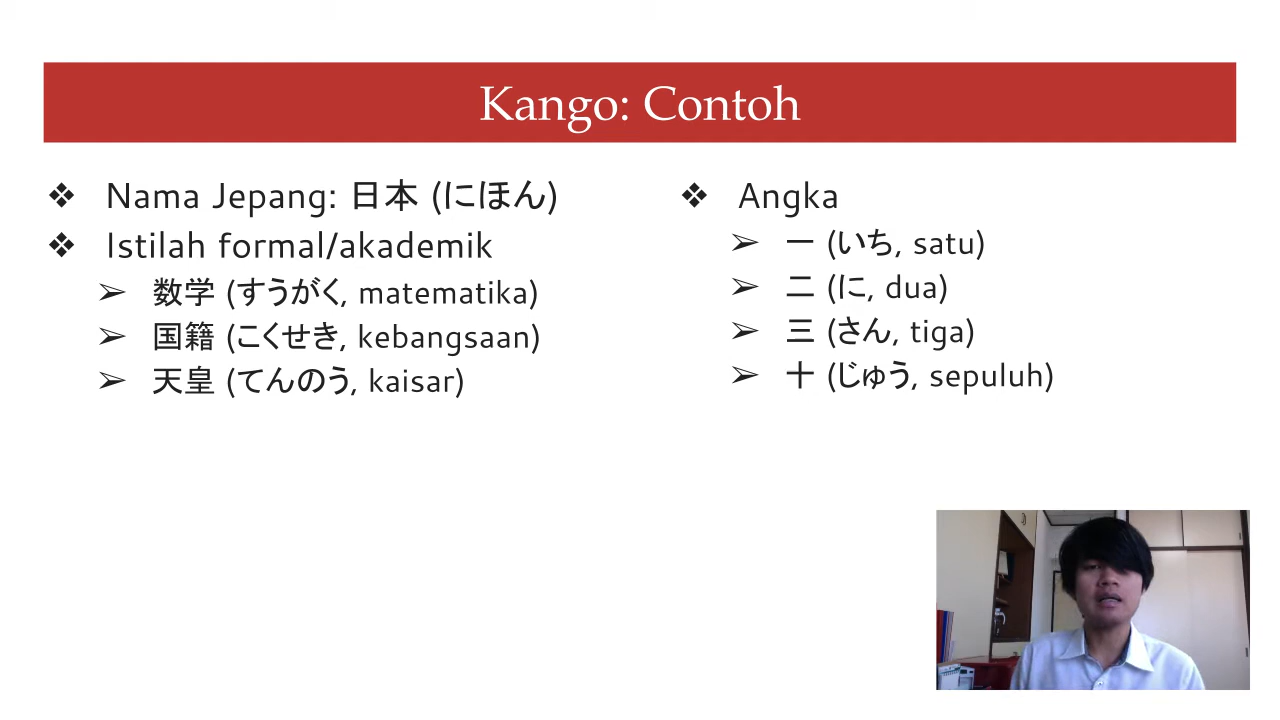 Kango: Contoh
❖ Nama Jepang: 日本 (にほん)
❖ Istilah formal/akademik
➢ 数学 (すうがく, matematika)
➢ 国籍 (こくせき, kebangsaan)
➢ 天皇 (てんのう, kaisar)
❖ Angka
➢ 一 (いち, satu)
➢ 二 (に, dua)
➢ 三 (さん, tiga)
➢ 十 (じゅう, sepuluh)